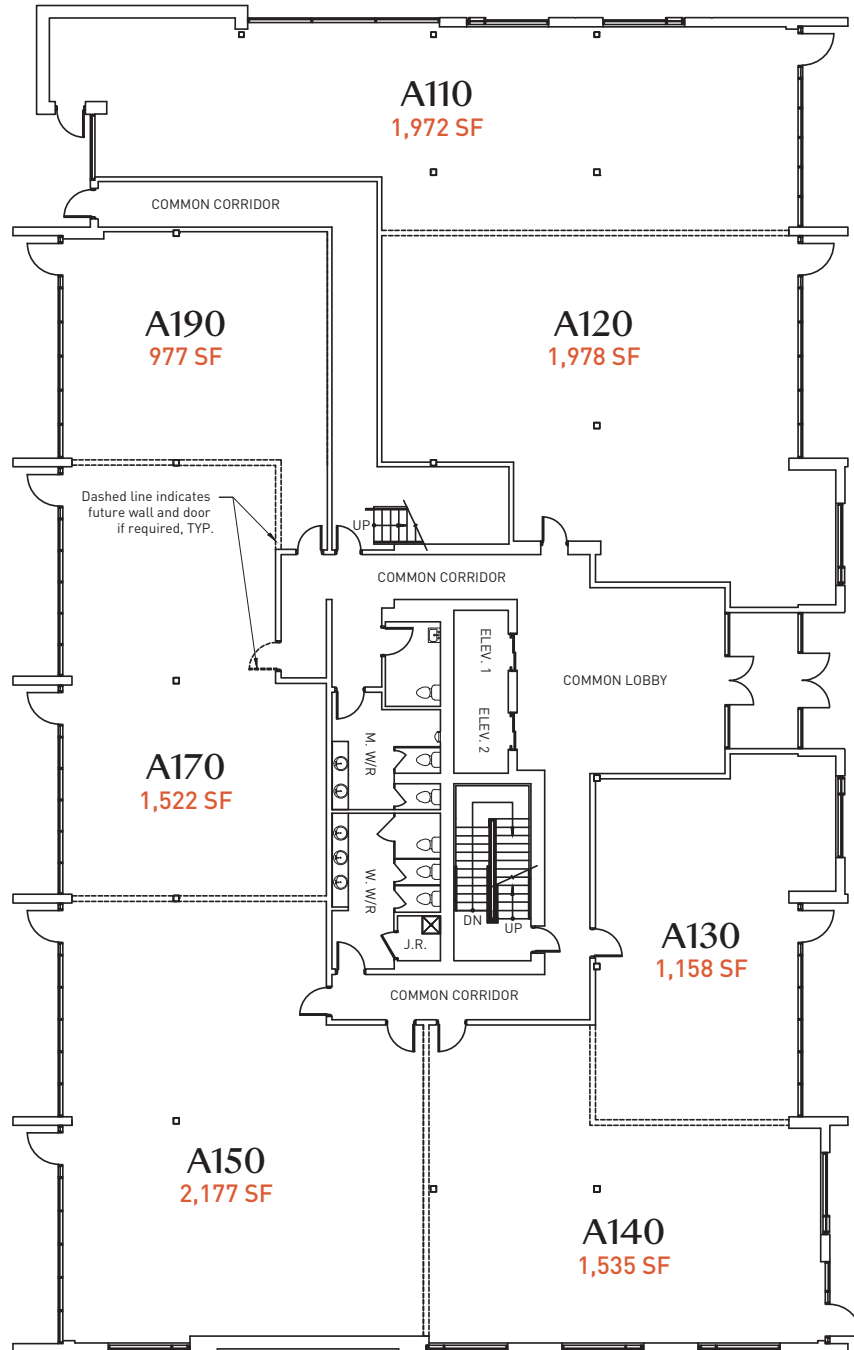 A110
1,972 SF
COMMON CORRIDOR
A190
977 SF
A120
1,978 SF
Dashed line indicates
future wall and door
if required, TYP.
UP
COMMON CORRIDOR
ELEV. 1
ELEV. 2
COMMON LOBBY
M. W/R
A170
1,522 SF
W. W/R
J.R.
DN
UP
A130
1,158 SF
COMMON CORRIDOR
A150
2,177 SF
A140
1,535 SF